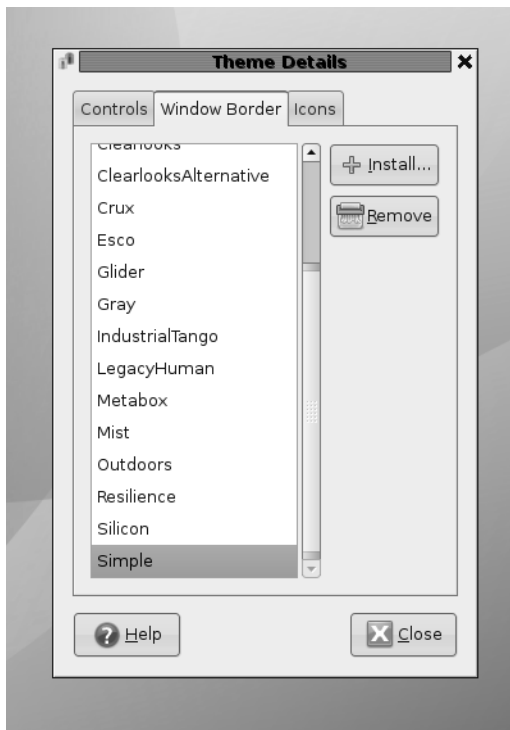 Theme Details
Controls
Window Border
Icons
Clearlooks
ClearlooksAlternative
Crux
Esco
Glider
Gray
IndustrialTango
LegacyHuman
Metabox
Mist
Outdoors
Resilience
Silicon
Simple
Install...
Remove
Help
Close